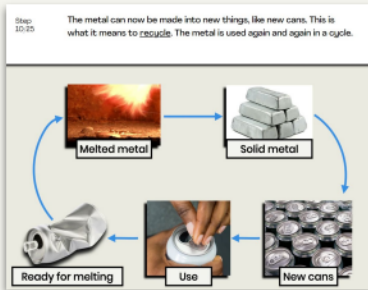 Step
10:25
The metal can now be made into new things, like new cans. This is
what it means to recycle. The metal is used again and again in a cycle.
Melted metal
Solid metal
Ready for melting
Use
New cans